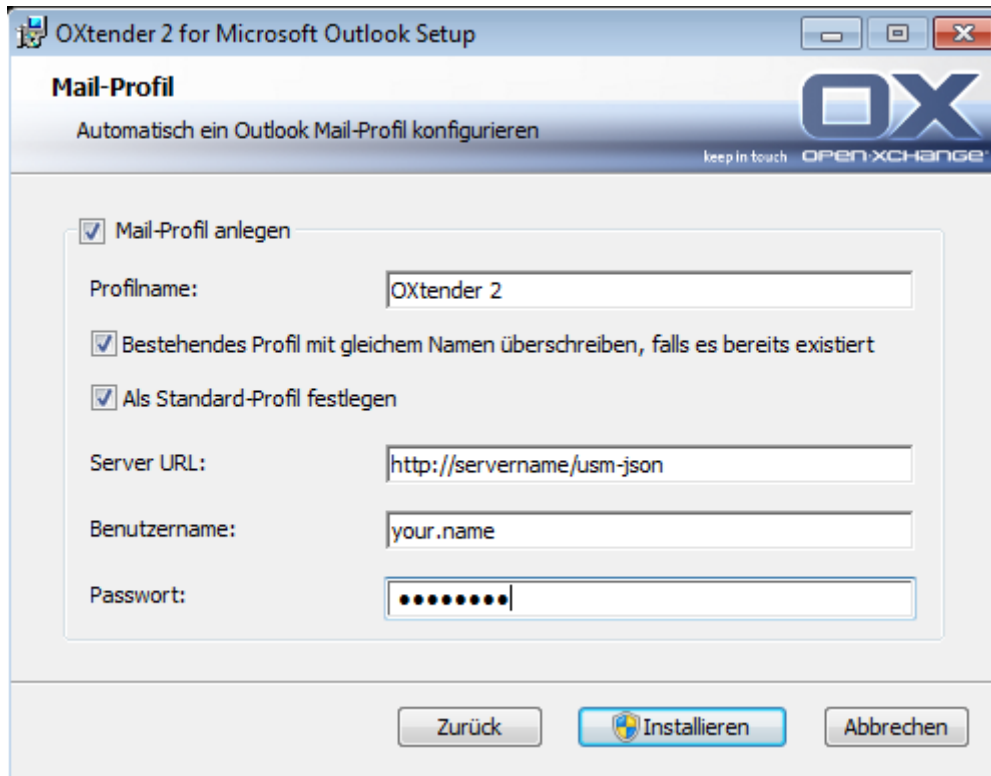 OXtender 2 for Microsoft Outlook Setup
Mail-Profil
Automatisch ein Outlook Mail-Profil konfigurieren
OX
keep in touch OPEN-XCHANGE
Mail-Profil anlegen
Profilname: OXtender 2
Bestehendes Profil mit gleichem Namen überschreiben, falls es bereits existiert
Als Standard-Profil festlegen
Server URL: http://servername/usm-json
Benutzername: your.name
Passwort: ●●●●●●●●
Zurück Installieren Abbrechen